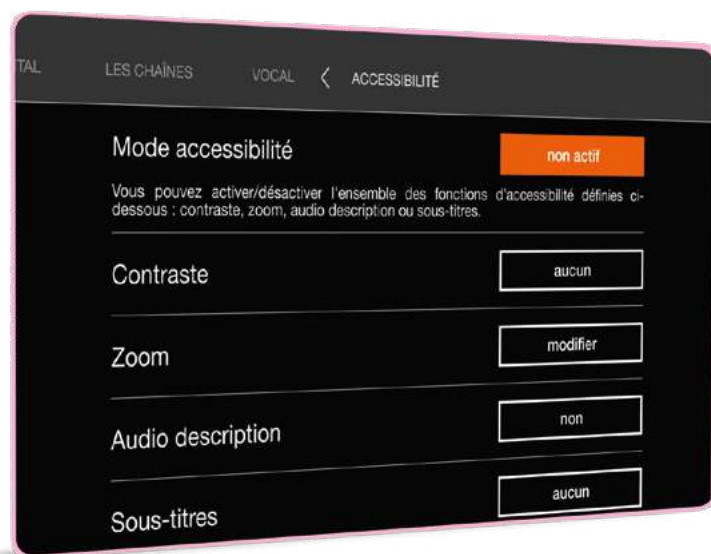 TAL LES CHAÎNES VOCAL < ACCESSIBILITÉ
Mode accessibilité non actif
Vous pouvez activer/désactiver l'ensemble des fonctions d'accessibilité définies ci-
dessous : contraste, zoom, audio description ou sous-titres.
Contraste aucun
Zoom modifier
Audio description non
Sous-titres aucun